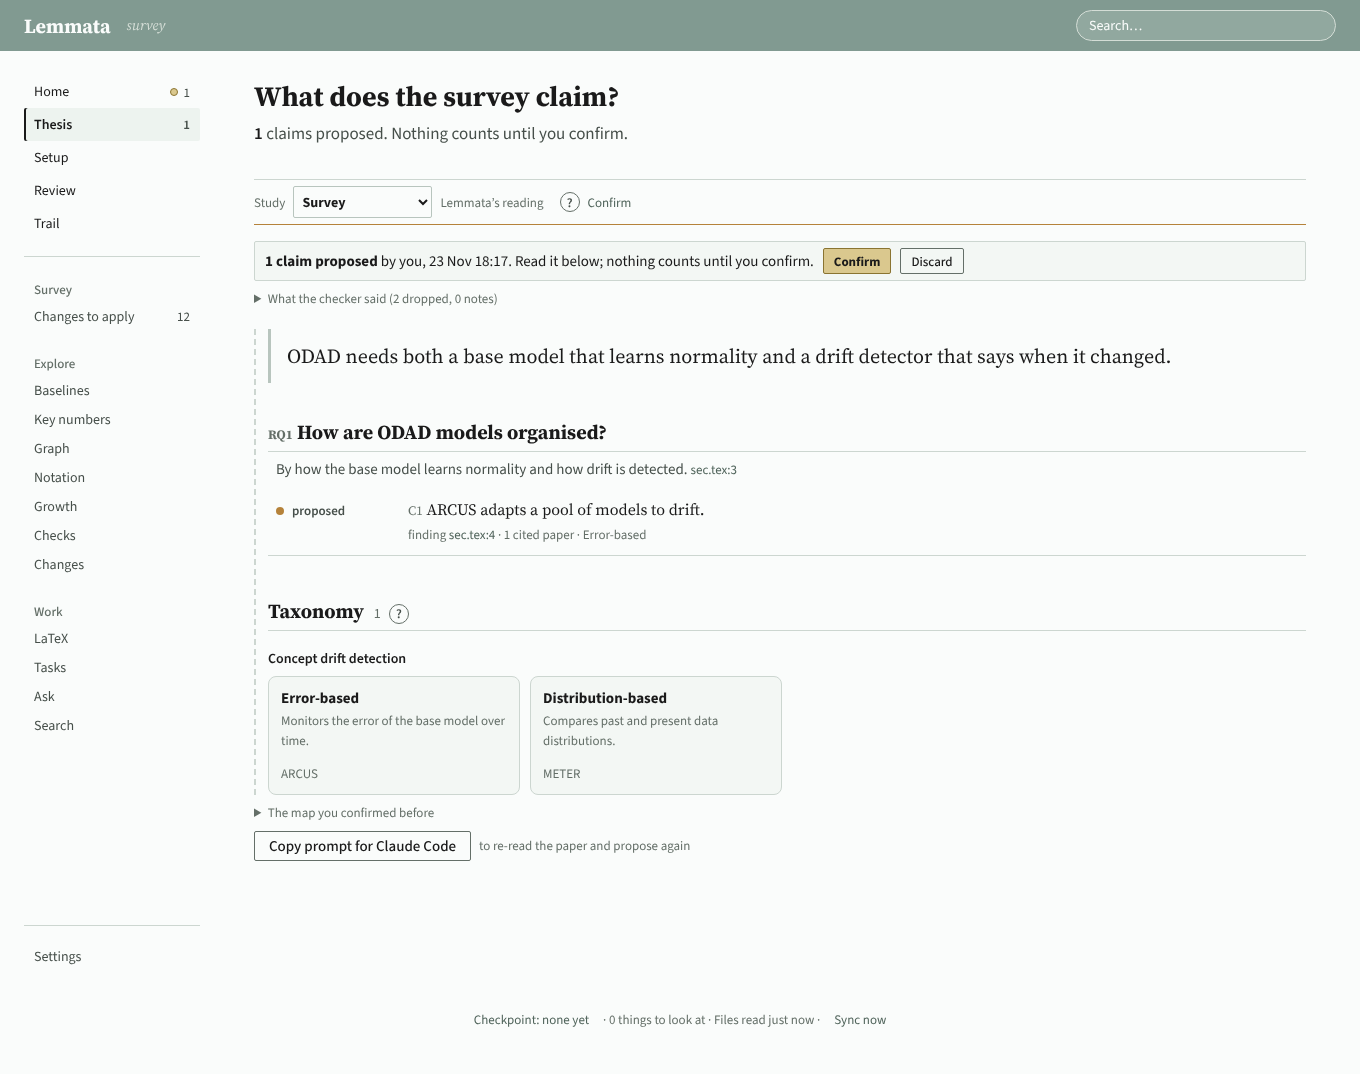 Lemmata survey
Search…
Home 1
Thesis 1
Setup
Review
Trail
Survey
Changes to apply 12
Explore
Baselines
Key numbers
Graph
Notation
Growth
Checks
Changes
Work
LaTeX
Tasks
Ask
Search
Settings
What does the survey claim?
1 claims proposed. Nothing counts until you confirm.
Study Survey Lemmata’s reading ? Confirm
1 claim proposed by you, 23 Nov 18:17. Read it below; nothing counts until you confirm. Confirm Discard
What the checker said (2 dropped, 0 notes)
ODAD needs both a base model that learns normality and a drift detector that says when it changed.
RQ1 How are ODAD models organised?
By how the base model learns normality and how drift is detected. sec.tex:3
proposed C1 ARCUS adapts a pool of models to drift.
finding sec.tex:4 · 1 cited paper · Error-based
Taxonomy 1 ?
Concept drift detection
Error-based
Monitors the error of the base model over
time.
ARCUS
Distribution-based
Compares past and present data
distributions.
METER
The map you confirmed before
Copy prompt for Claude Code to re-read the paper and propose again
Checkpoint: none yet · 0 things to look at · Files read just now · Sync now